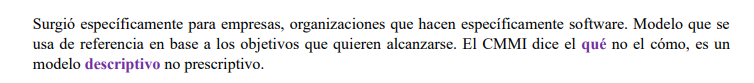 Surgió específicamente para empresas, organizaciones que hacen específicamente software. Modelo que se
usa de referencia en base a los objetivos que quieren alcanzarse. El CMMI dice el qué no el cómo, es un
modelo descriptivo no prescriptivo.